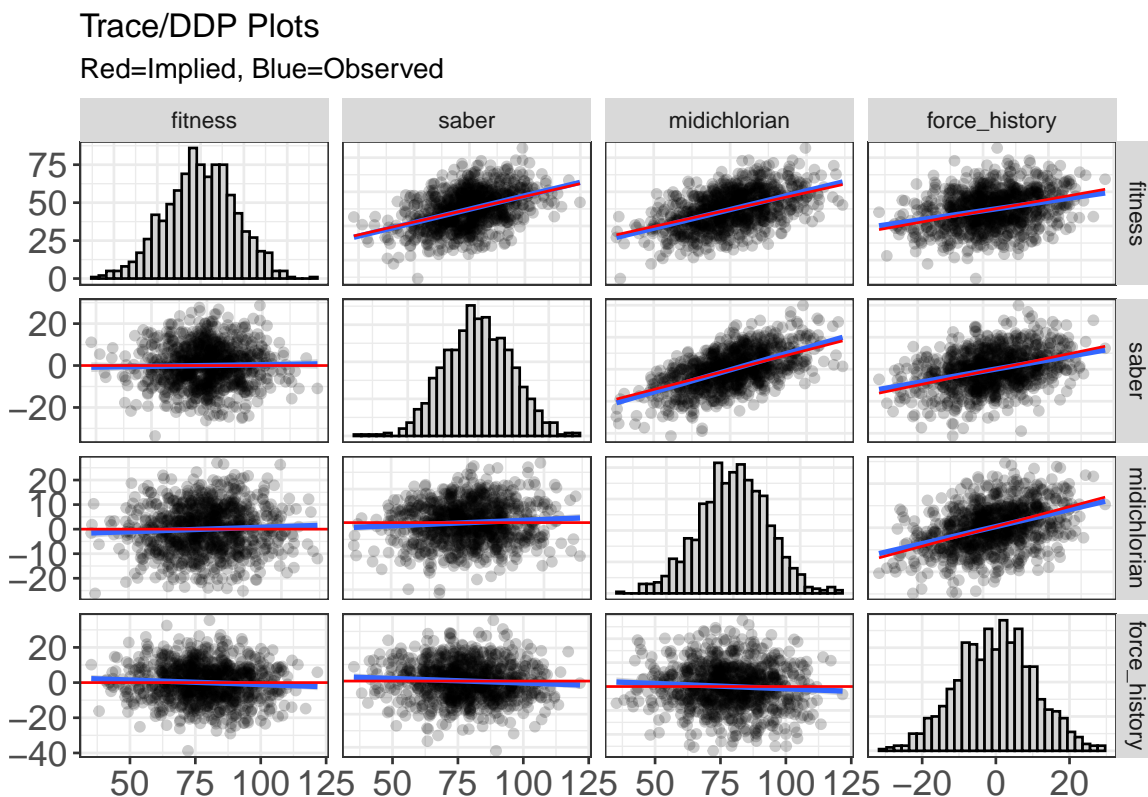 Trace/DDP Plots
Red=Implied, Blue=Observed
fitness saber midichlorian force_history
75
50
25
0
fitness
20
0
−20
saber
20
10
0
−10
−20
midichlorian
20
0
−20
−40
force_history
50 75 100 125 50 75 100 125 50 75 100 125 −20 0 20